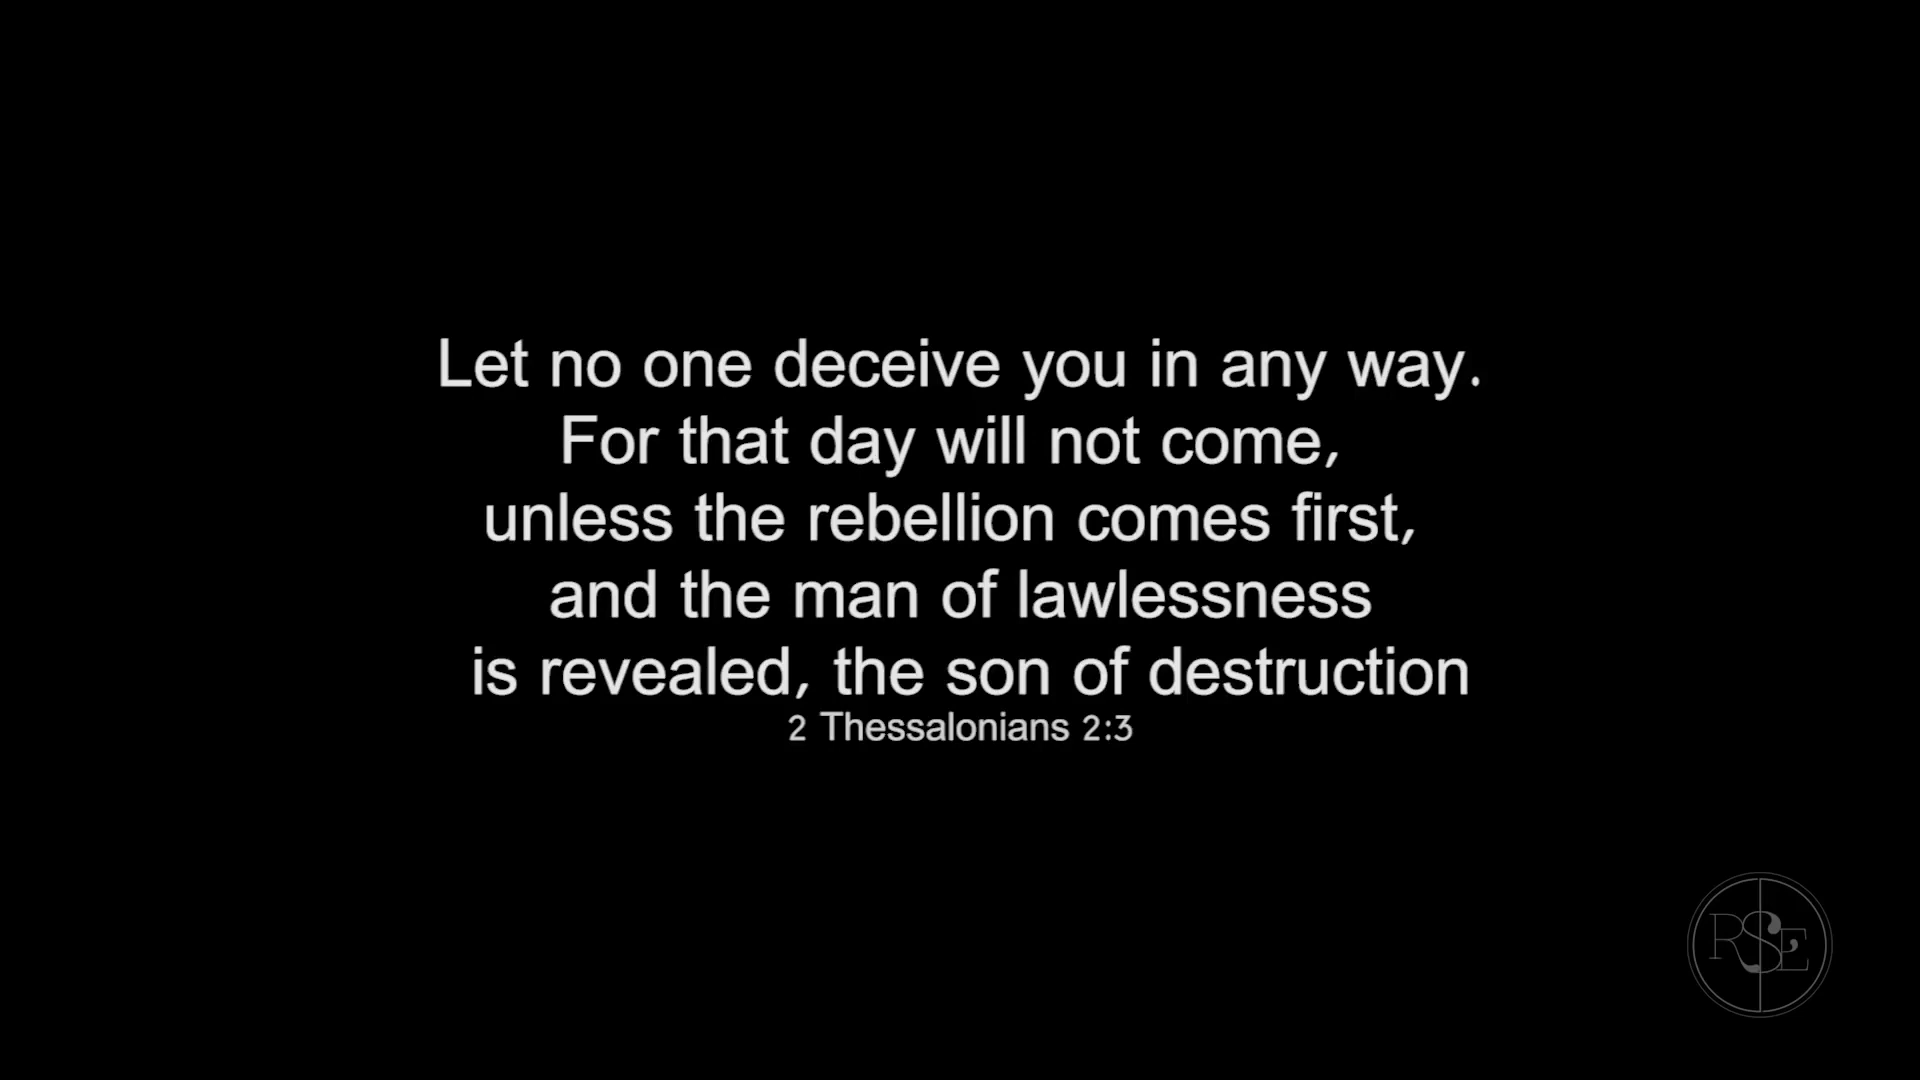 Let no one deceive you in any way.
For that day will not come,
unless the rebellion comes first,
and the man of lawlessness
is revealed, the son of destruction
2 Thessalonians 2:3
RSE